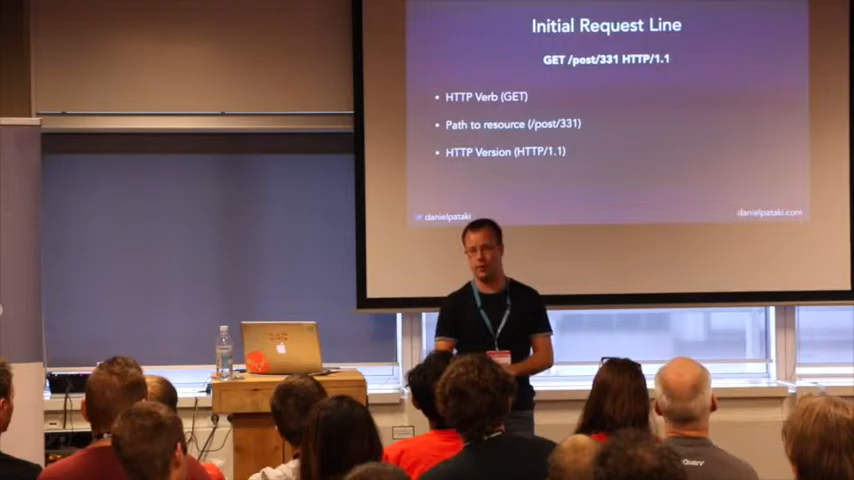 Initial Request Line
GET /post/331 HTTP/1.1
• HTTP Verb (GET)
• Path to resource (/post/331)
• HTTP Version (HTTP/1.1)
danielpataki
danielpataki.com